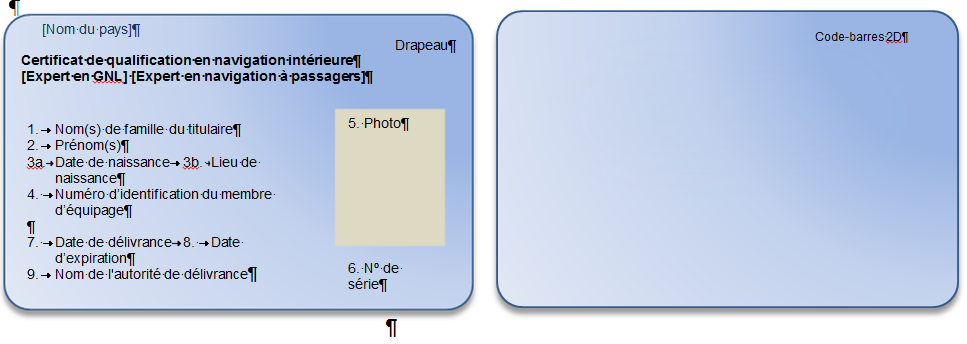 [Nom du pays]
Drapeau
Certificat de qualification en navigation intérieure
[Expert en GNL] [Expert en navigation à passagers]
1. Nom(s) de famille du titulaire
2. Prénom(s)
3a. Date de naissance 3b. Lieu de
naissance
4. Numéro d'identification du membre
d'équipage
7. Date de délivrance 8. Date
d'expiration
9. Nom de l'autorité de délivrance
5. Photo
6. Nº de
série
Code-barres 2D